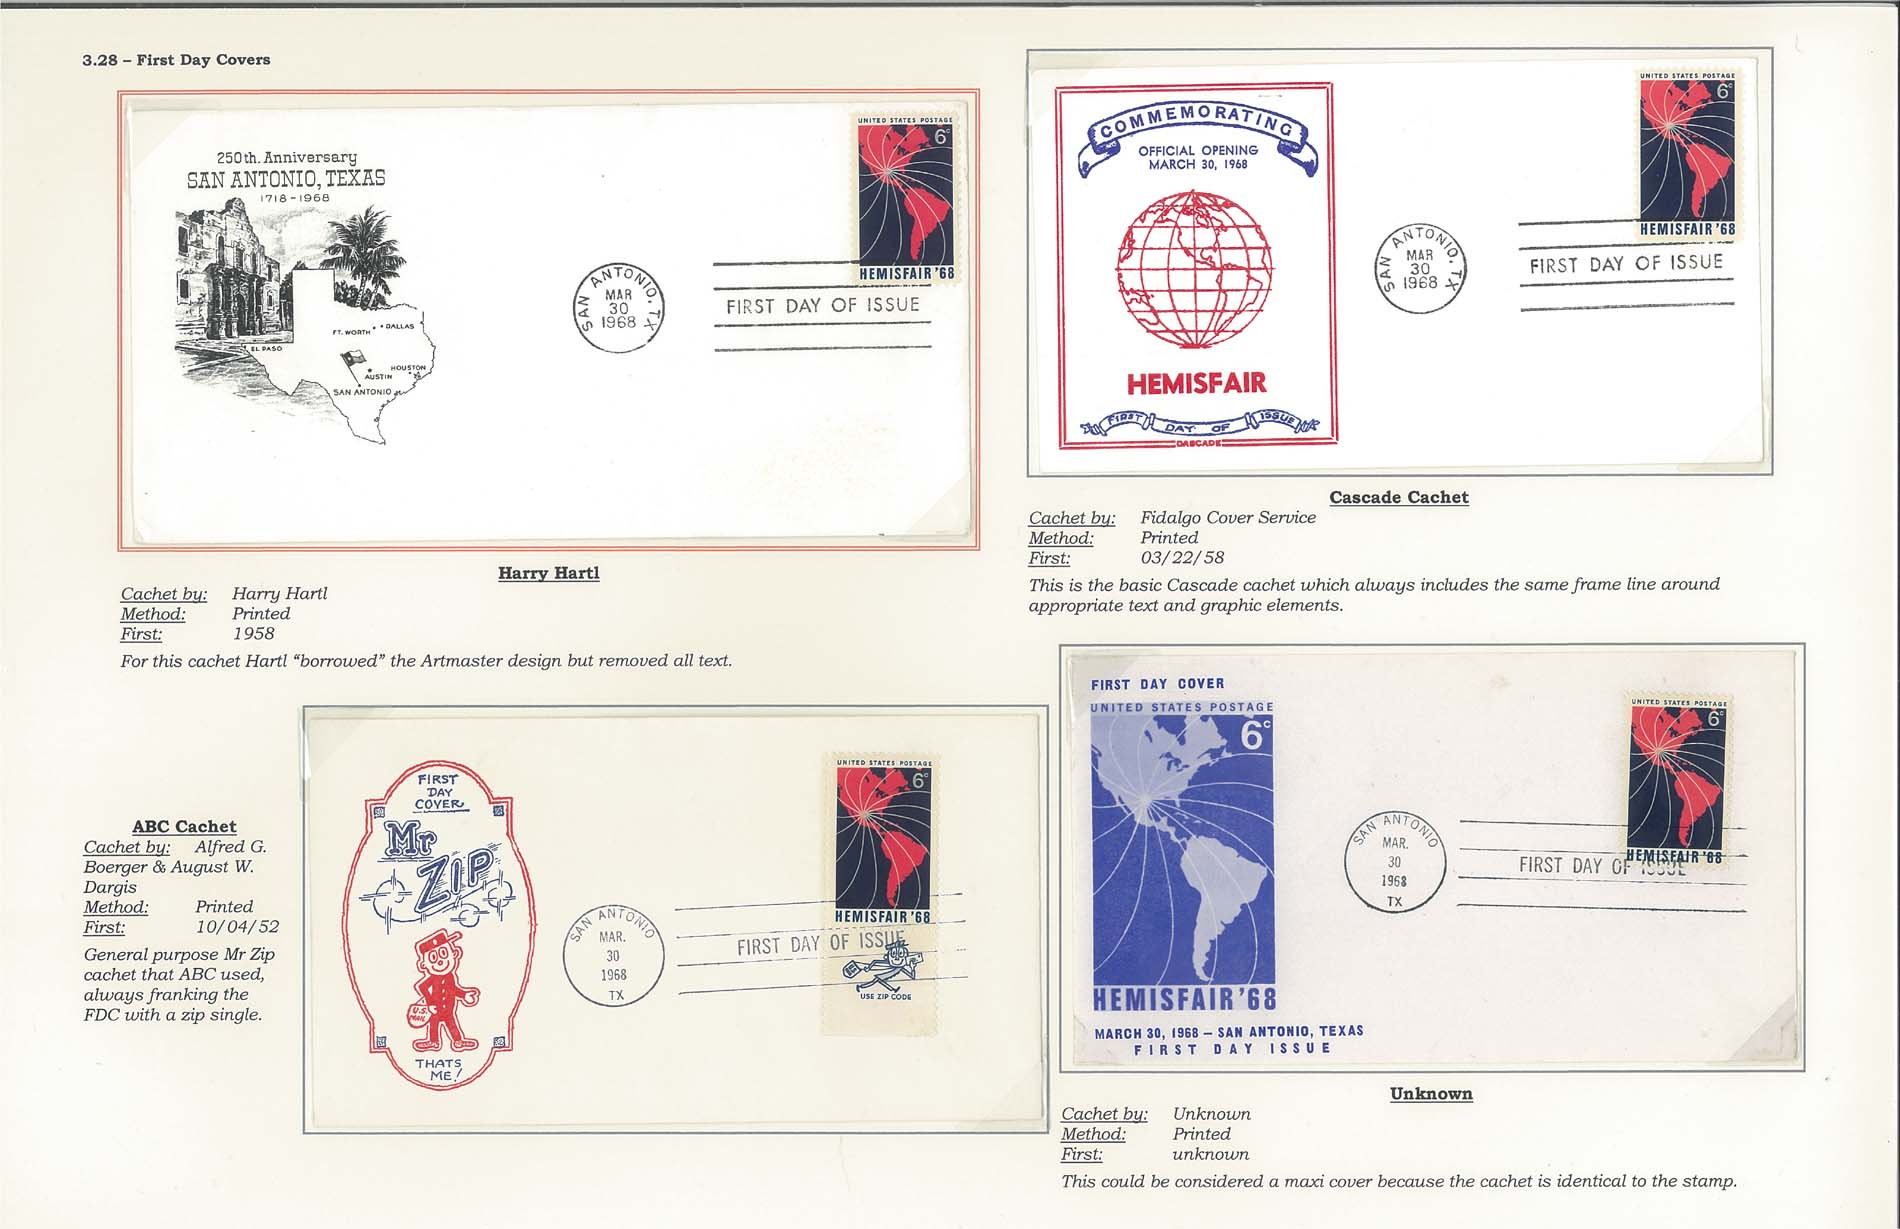 3.28 – First Day Covers
250th. Anniversary
SAN ANTONIO, TEXAS
1718-1968
FT. WORTH
DALLAS
EL PASO
HOUSTON
AUSTIN
SAN ANTONIO
SAN ANTONIO, TX
MAR
30
1968
FIRST DAY OF ISSUE
UNITED STATES POSTAGE
6c
HEMISFAIR '68
Harry Hartl
Cachet by: Harry Hartl
Method: Printed
First: 1958
For this cachet Hartl “borrowed” the Artmaster design but removed all text.
COMMEMORATING
OFFICIAL OPENING
MARCH 30, 1968
HEMISFAIR
FIRST DAY OF ISSUE
CASCADE
SAN ANTONIO, TX
MAR
30
1968
FIRST DAY OF ISSUE
UNITED STATES POSTAGE
6c
HEMISFAIR '68
Cascade Cachet
Cachet by: Fidalgo Cover Service
Method: Printed
First: 03/22/58
This is the basic Cascade cachet which always includes the same frame line around
appropriate text and graphic elements.
ABC Cachet
Cachet by: Alfred G.
Boerger & August W.
Dargis
Method: Printed
First: 10/04/52
General purpose Mr Zip
cachet that ABC used,
always franking the
FDC with a zip single.
FIRST
DAY
COVER
Mr
ZIP
U.S.
MAIL
THATS
ME!
SAN ANTONIO
MAR.
30
1968
TX
FIRST DAY OF ISSUE
UNITED STATES POSTAGE
6c
HEMISFAIR '68
USE ZIP CODE
FIRST DAY COVER
UNITED STATES POSTAGE
6c
HEMISFAIR '68
MARCH 30, 1968 – SAN ANTONIO, TEXAS
FIRST DAY ISSUE
SAN ANTONIO
MAR.
30
1968
TX
FIRST DAY OF ISSUE
UNITED STATES POSTAGE
6c
HEMISFAIR '68
Unknown
Cachet by: Unknown
Method: Printed
First: unknown
This could be considered a maxi cover because the cachet is identical to the stamp.